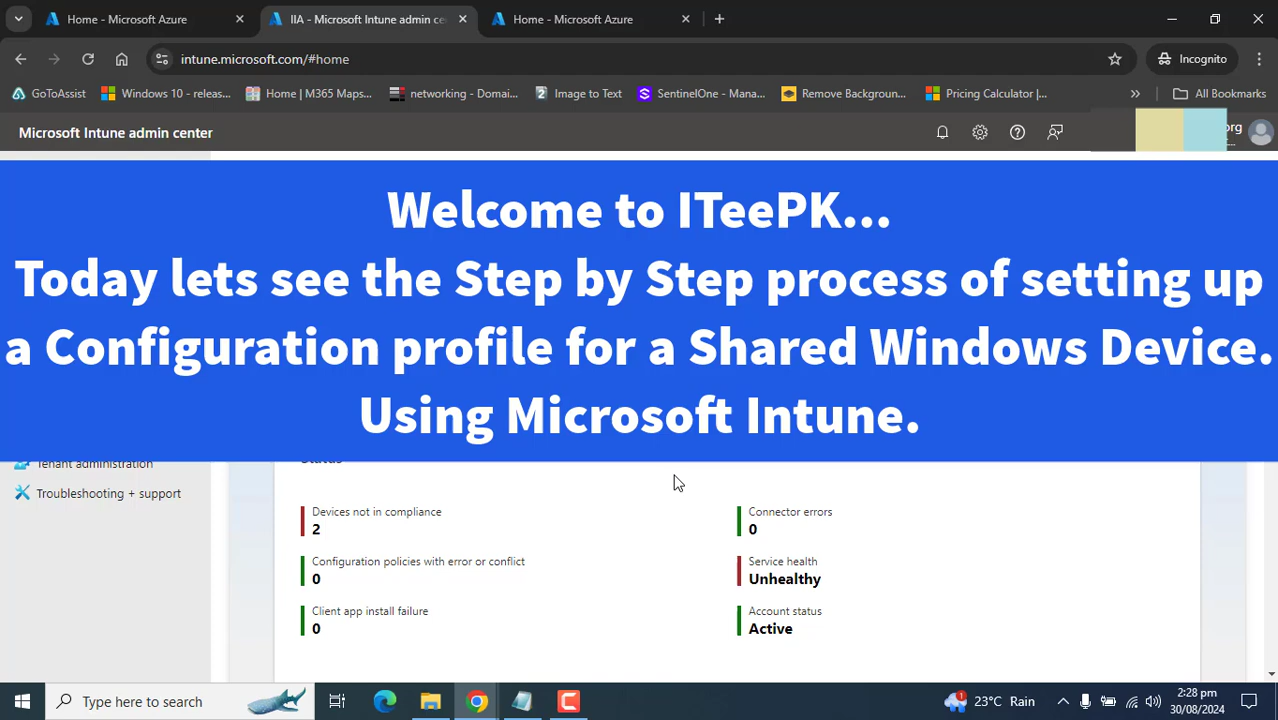 Home - Microsoft Azure
IIA - Microsoft Intune admin ce
Home - Microsoft Azure
intune.microsoft.com/#home
Incognito
GoToAssist
Windows 10 - releas...
Home | M365 Maps...
networking - Domai...
Image to Text
SentinelOne - Mana...
Remove Backgroun...
Pricing Calculator |...
All Bookmarks
Microsoft Intune admin center
org
Welcome to ITeePK...
Today lets see the Step by Step process of setting up
a Configuration profile for a Shared Windows Device.
Using Microsoft Intune.
Tenant administration
Status
Troubleshooting + support
Devices not in compliance
2
Connector errors
0
Configuration policies with error or conflict
0
Service health
Unhealthy
Client app install failure
0
Account status
Active
Type here to search
1
23°C Rain
2:28 pm
30/08/2024